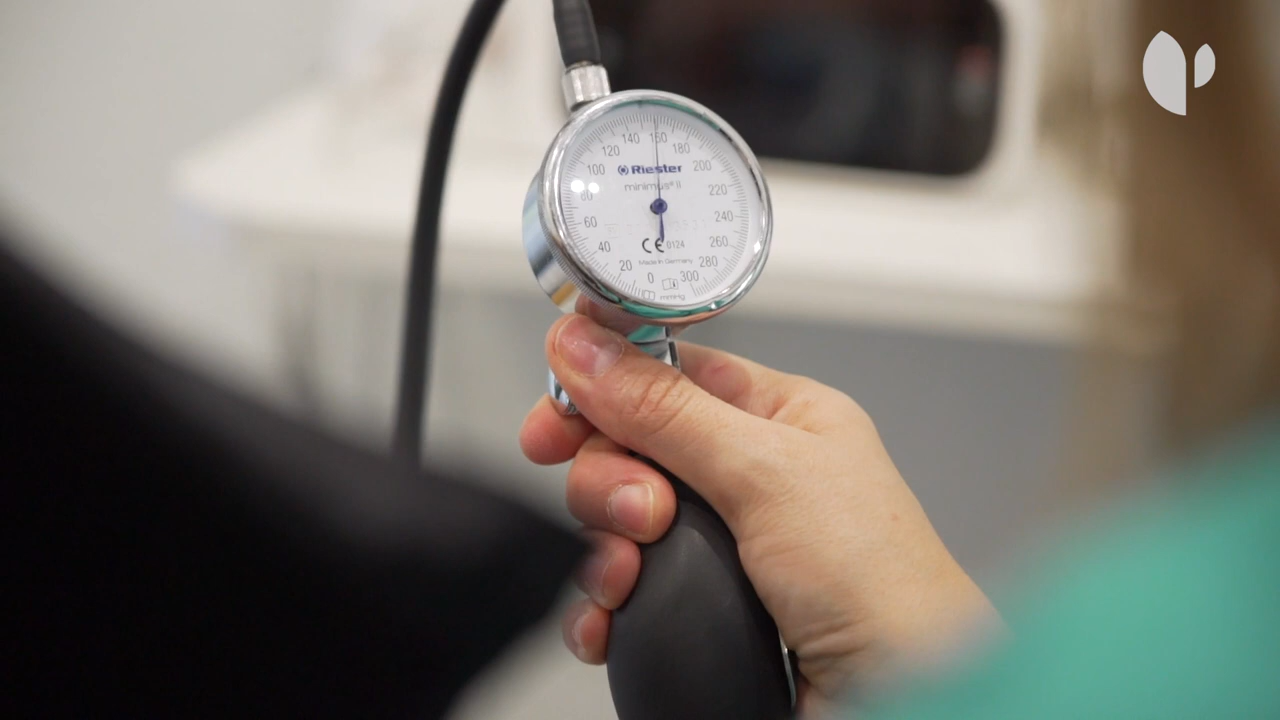 140 160 180
120 200
100 Riester 220
minimus® II
80
60 240
40 CE 0124 260
Made in Germany
20 280
0 300
mmHg